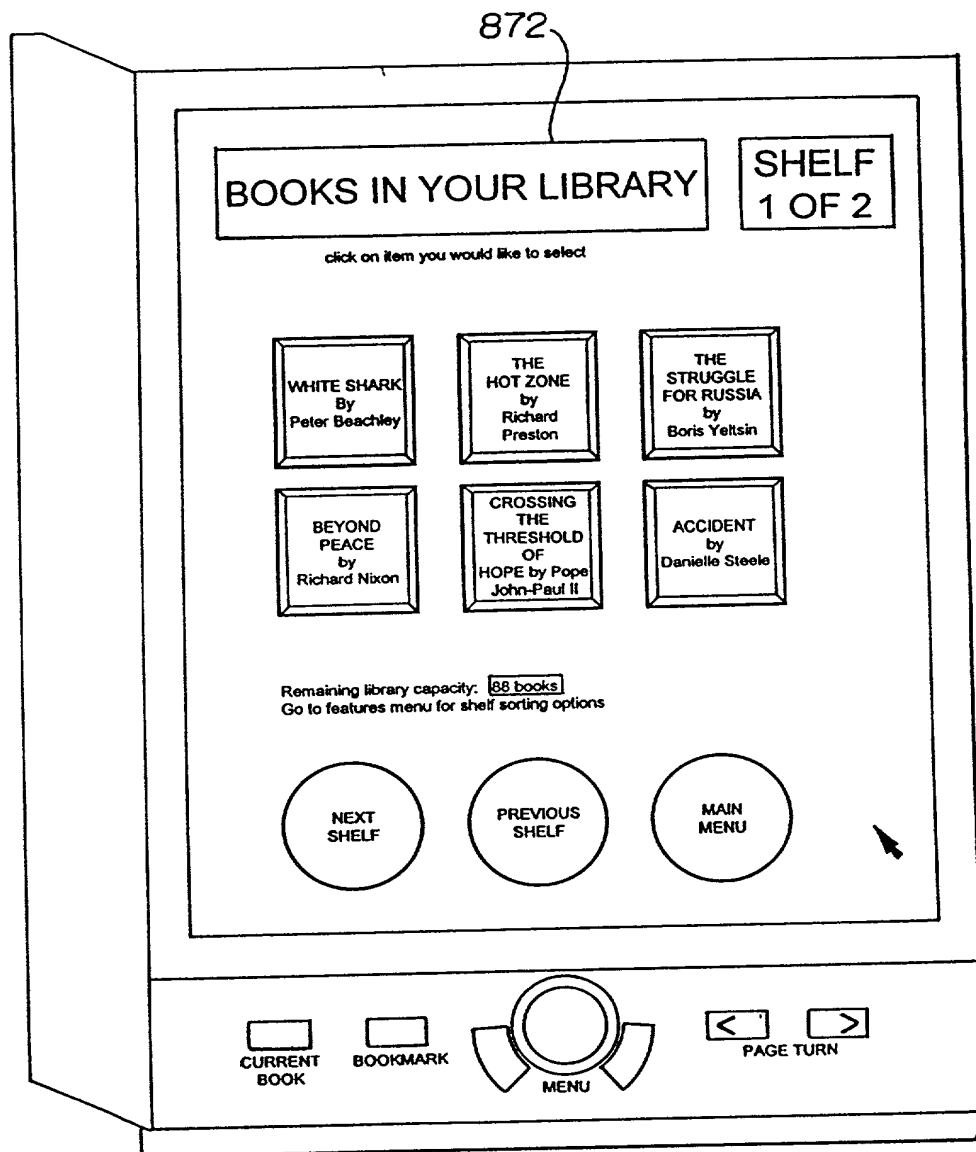 872
BOOKS IN YOUR LIBRARY
SHELF
1 OF 2
click on item you would like to select
WHITE SHARK
By
Peter Beachley
THE
HOT ZONE
by
Richard
Preston
THE
STRUGGLE
FOR RUSSIA
by
Boris Yeltsin
BEYOND
PEACE
by
Richard Nixon
CROSSING
THE
THRESHOLD
OF
HOPE by Pope
John-Paul II
ACCIDENT
by
Danielle Steele
Remaining library capacity: 88 books
Go to features menu for shelf sorting options
NEXT
SHELF
PREVIOUS
SHELF
MAIN
MENU
CURRENT
BOOK
BOOKMARK
MENU
< >
PAGE TURN